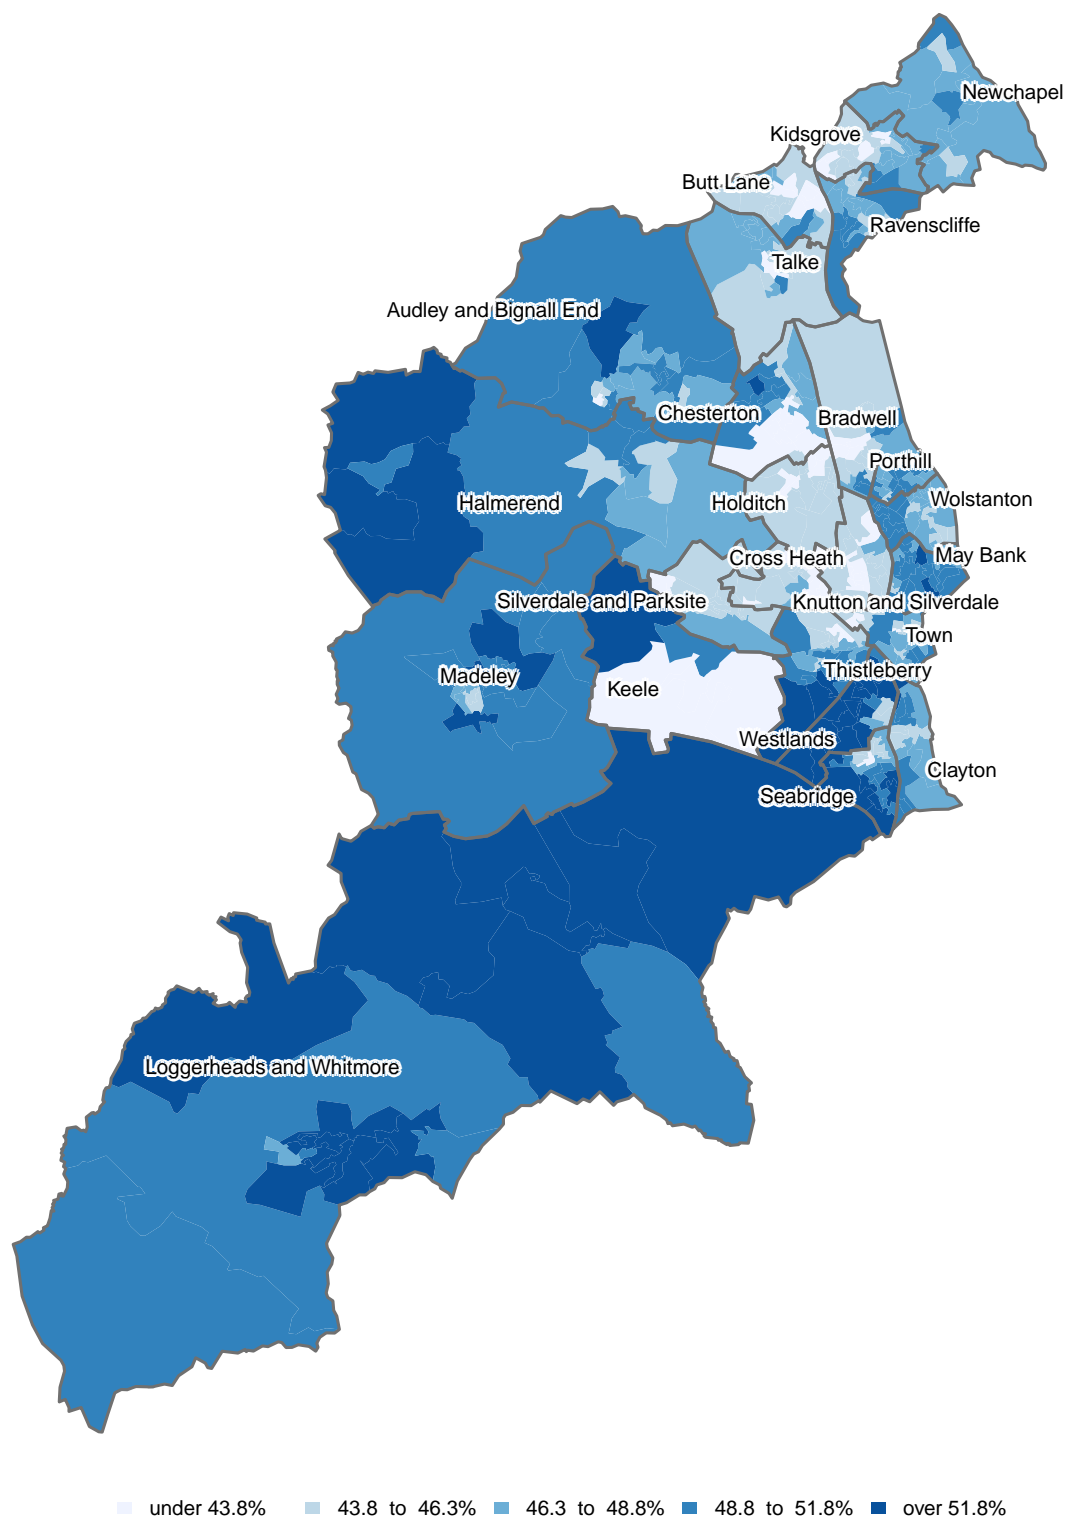 Newchapel
Kidsgrove
Butt Lane
Ravenscliffe
Talke
Audley and Bignall End
Chesterton
Bradwell
Porthill
Halmerend
Holditch
Wolstanton
Cross Heath
May Bank
Silverdale and Parksite
Knutton and Silverdale
Town
Thistleberry
Madeley
Keele
Westlands
Clayton
Seabridge
Loggerheads and Whitmore
under 43.8% 43.8 to 46.3% 46.3 to 48.8% 48.8 to 51.8% over 51.8%